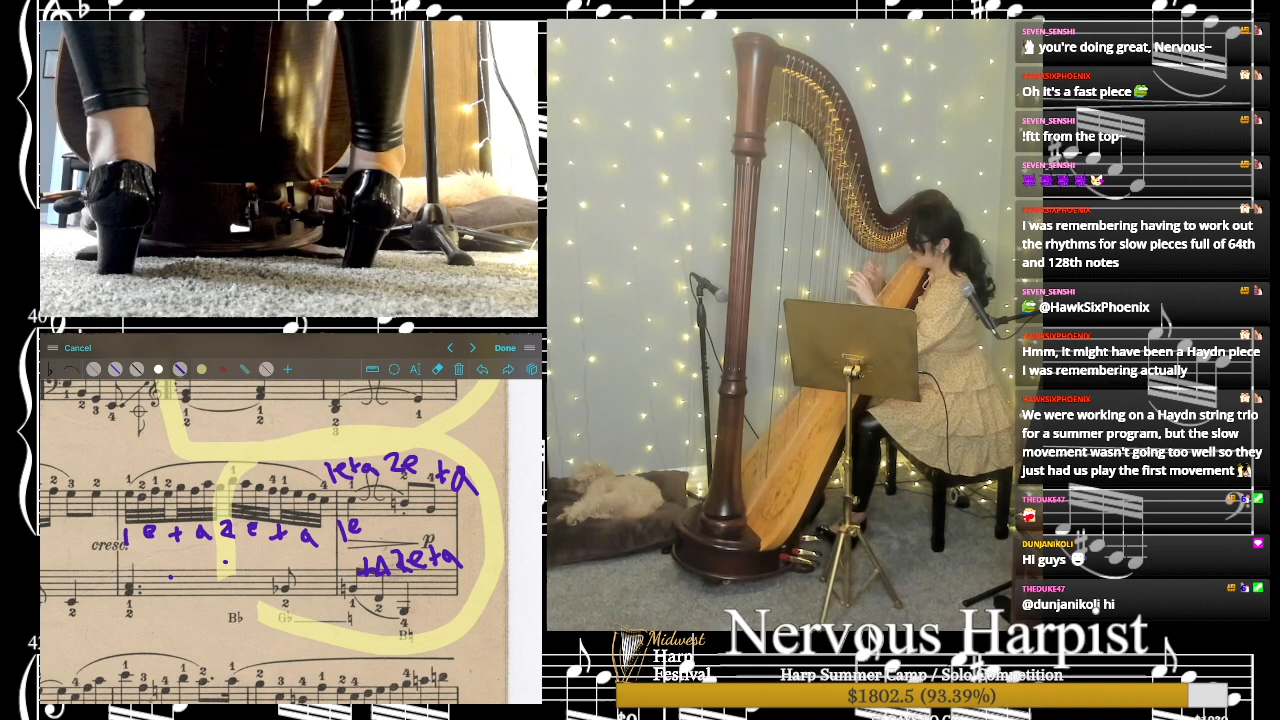 40
Cancel
Done
1 e + a 2 e + a
1e+a 2e +a
1e
+a 2e+a
cresc.
p
B♭
G♭
B♮
42
SEVEN_SENSHI
you're doing great, Nervous~
HAWKSIXPHOENIX
Oh it's a fast piece
SEVEN_SENSHI
!ftt from the top~
SEVEN_SENSHI
HAWKSIXPHOENIX
I was remembering having to work out
the rhythms for slow pieces full of 64th
and 128th notes
SEVEN_SENSHI
@HawkSixPhoenix
HAWKSIXPHOENIX
Hmm, it might have been a Haydn piece
I was remembering actually
HAWKSIXPHOENIX
We were working on a Haydn string trio
for a summer program, but the slow
movement wasn't going too well so they
just had us play the first movement
THEDUKE47
DUNJANIKOLI
Hi guys
THEDUKE47
@dunjanikoli hi
Nervous Harpist
Midwest
Harp
Festival
Harp Summer Camp / Solo Competition
$1802.5 (93.39%)